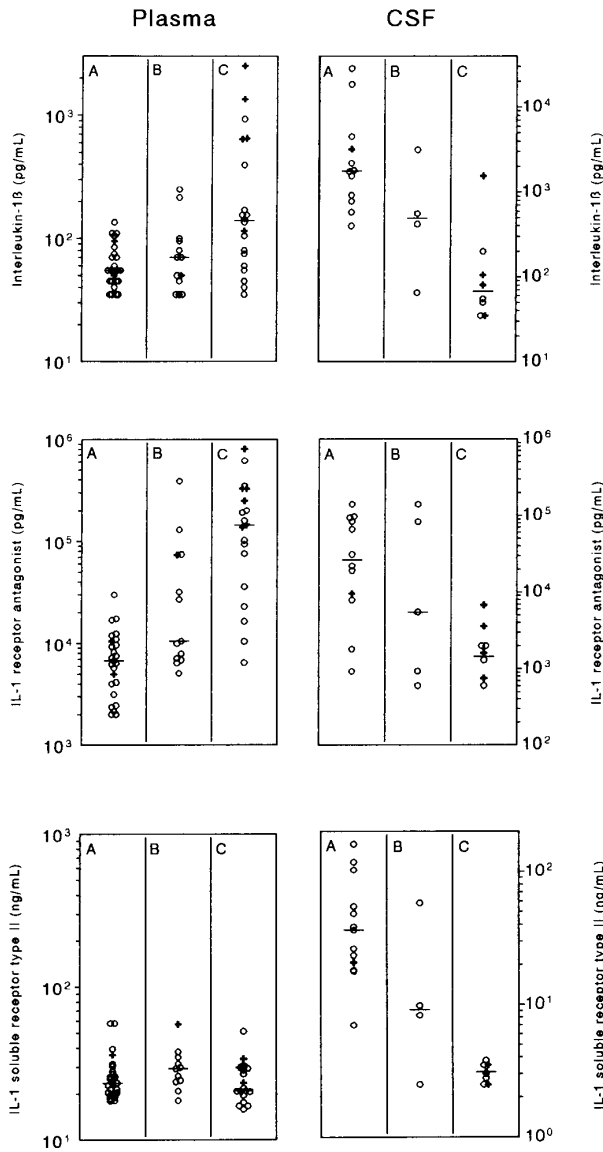 Plasma
CSF
Interleukin-1ß (pg/mL)
10³
10²
10¹
A
B
C
A
B
C
10⁴
10³
10²
10¹
Interleukin-1ß (pg/mL)
IL-1 receptor antagonist (pg/mL)
10⁶
10⁵
10⁴
10³
A
B
C
A
B
C
10⁶
10⁵
10⁴
10³
10²
IL-1 receptor antagonist (pg/mL)
IL-1 soluble receptor type II (ng/mL)
10³
10²
10¹
A
B
C
A
B
C
10²
10¹
10⁰
IL-1 soluble receptor type II (ng/mL)